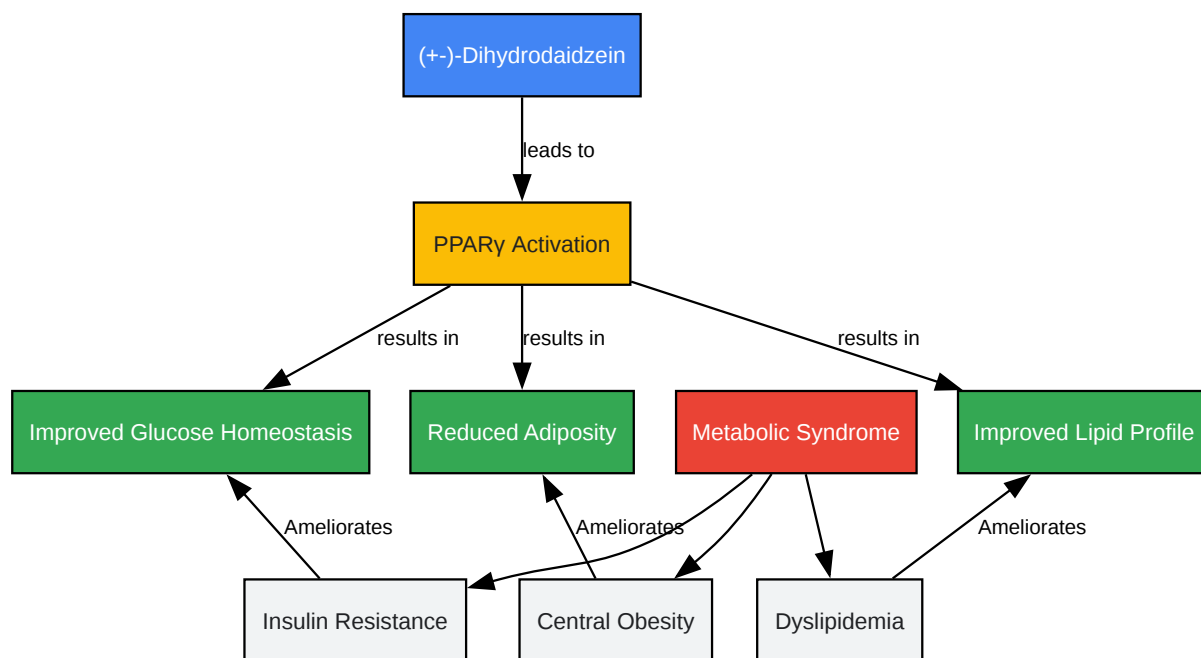 (+-)-Dihydrodaidzein
leads to
PPARγ Activation
results in
results in
results in
Improved Glucose Homeostasis
Reduced Adiposity
Metabolic Syndrome
Improved Lipid Profile
Ameliorates
Ameliorates
Ameliorates
Insulin Resistance
Central Obesity
Dyslipidemia